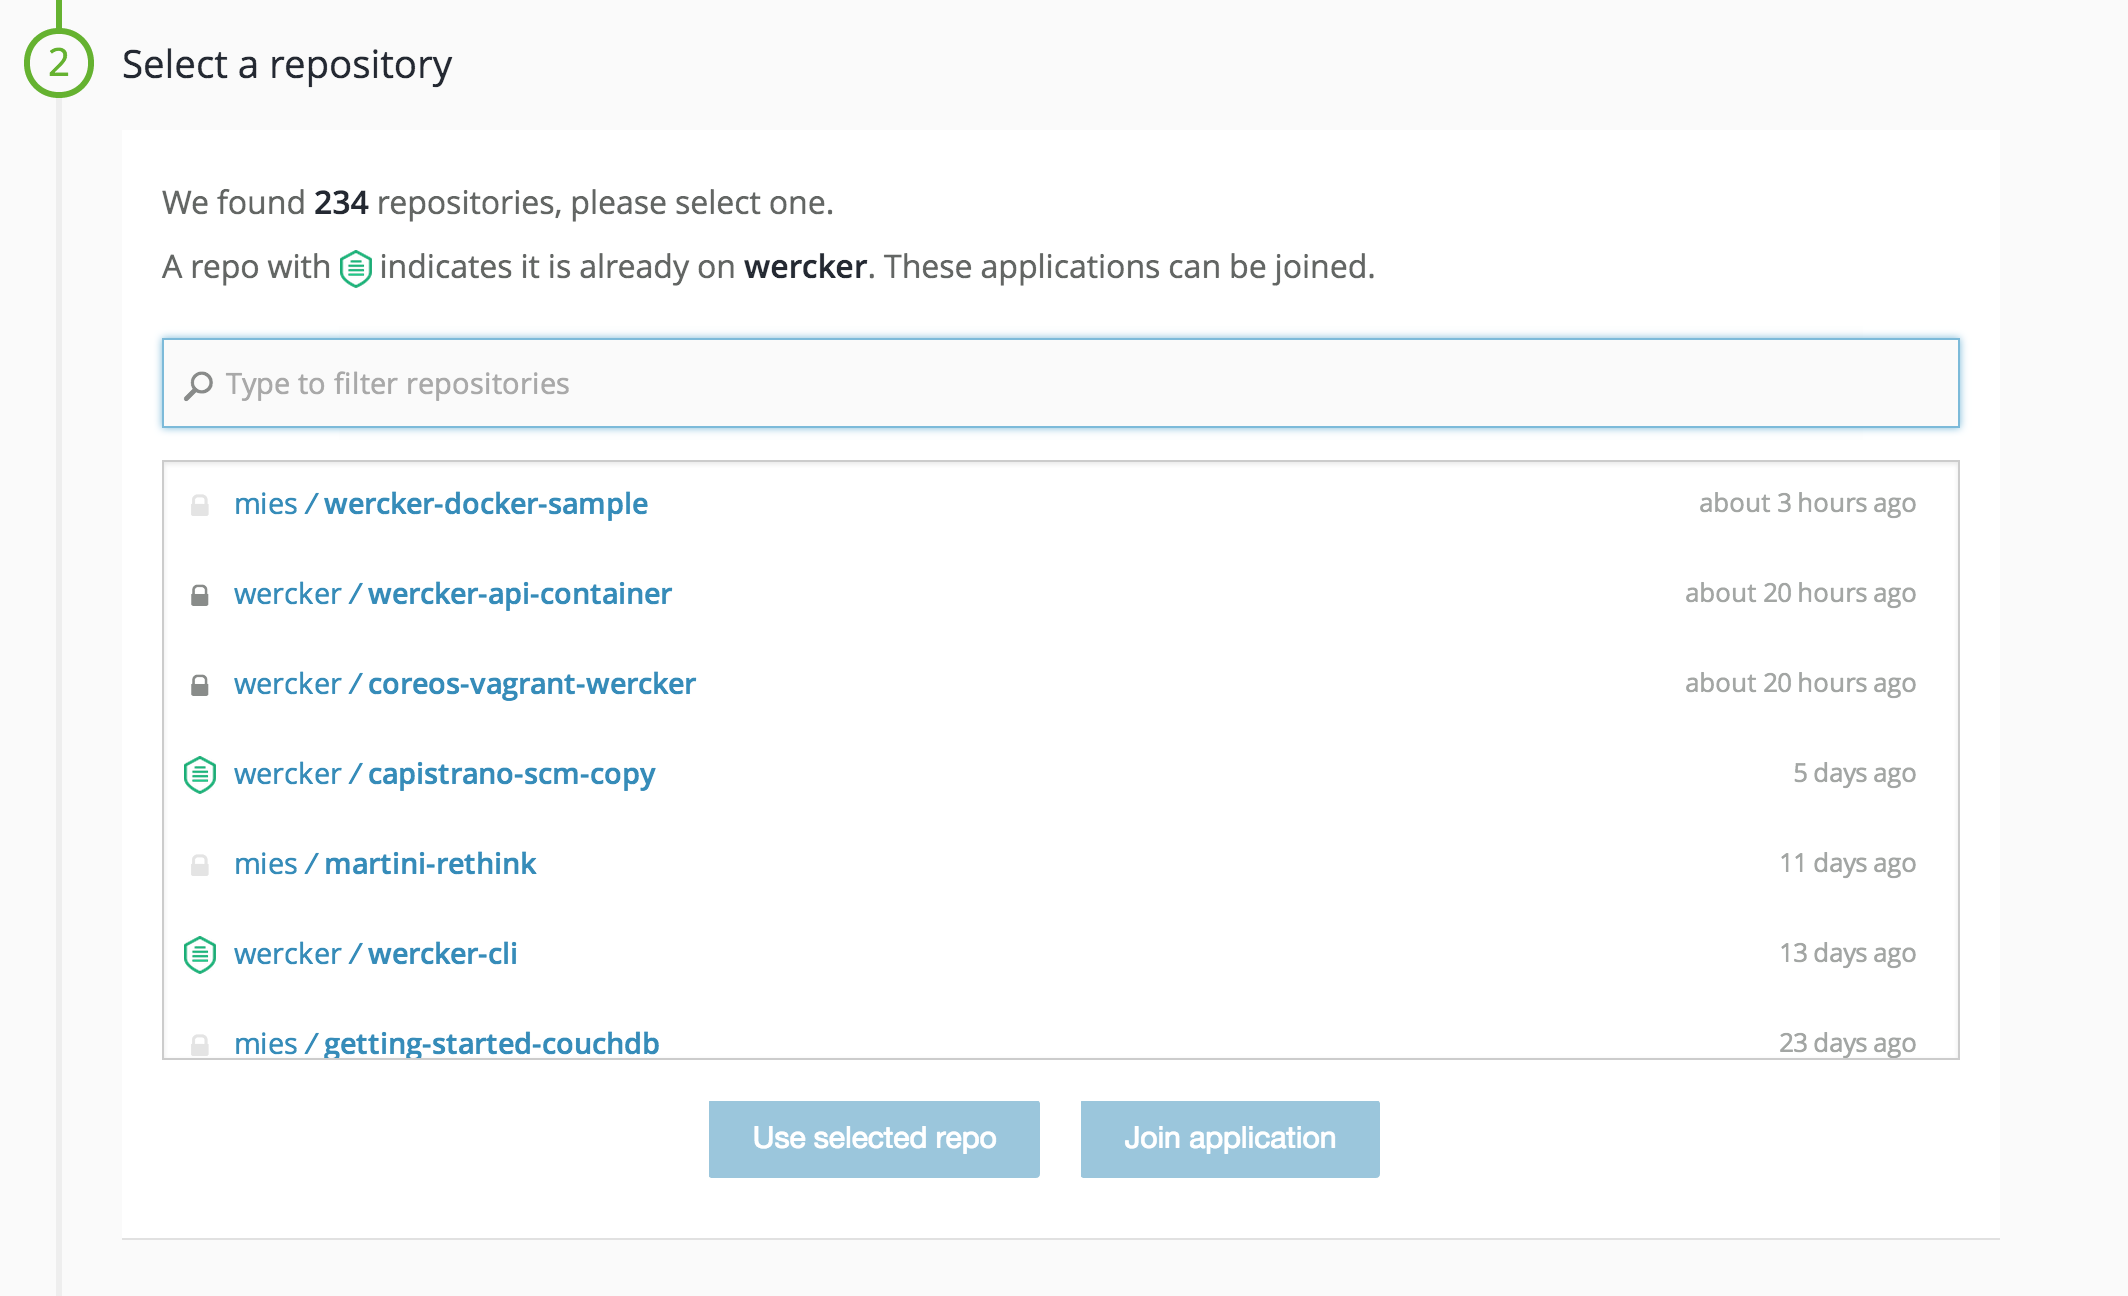 2
Select a repository
We found 234 repositories, please select one.
A repo with indicates it is already on wercker. These applications can be joined.
Type to filter repositories
mies / wercker-docker-sample about 3 hours ago
wercker / wercker-api-container about 20 hours ago
wercker / coreos-vagrant-wercker about 20 hours ago
wercker / capistrano-scm-copy 5 days ago
mies / martini-rethink 11 days ago
wercker / wercker-cli 13 days ago
mies / getting-started-couchdb 23 days ago
Use selected repo Join application